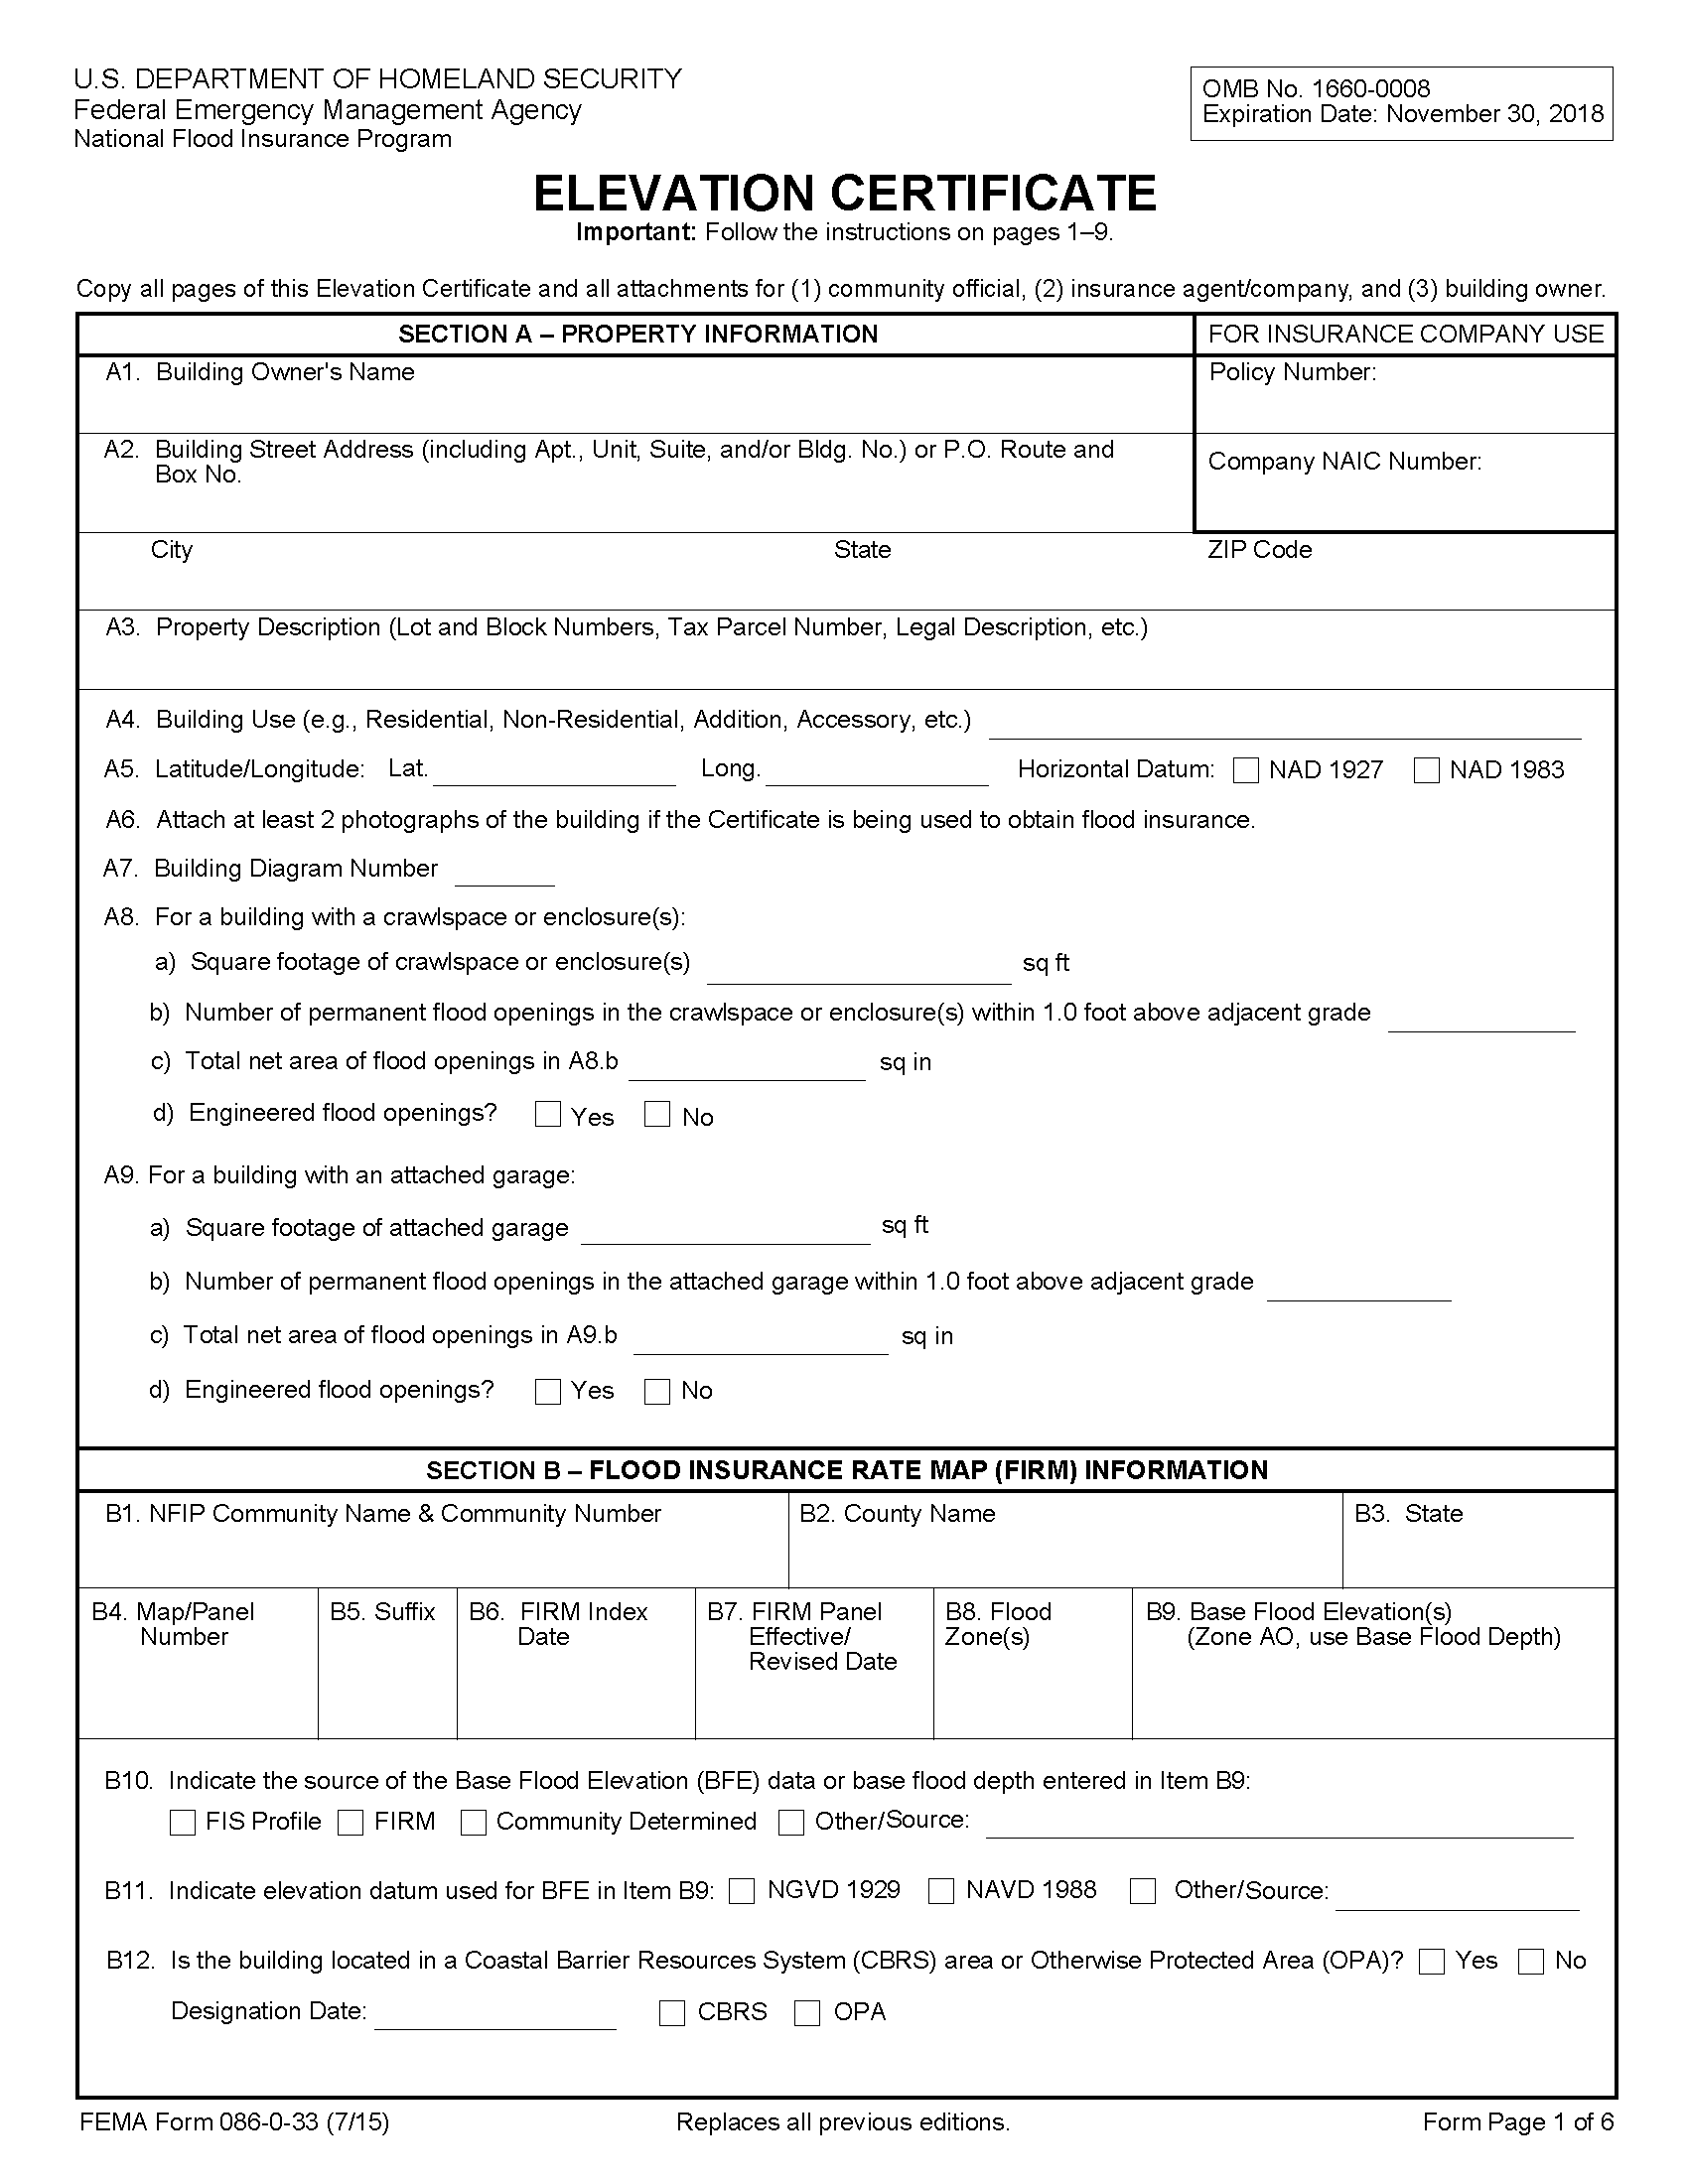 U.S. DEPARTMENT OF HOMELAND SECURITY
Federal Emergency Management Agency
National Flood Insurance Program
OMB No. 1660-0008
Expiration Date: November 30, 2018
ELEVATION CERTIFICATE
Important: Follow the instructions on pages 1–9.
Copy all pages of this Elevation Certificate and all attachments for (1) community official, (2) insurance agent/company, and (3) building owner.
SECTION A – PROPERTY INFORMATION
FOR INSURANCE COMPANY USE
A1. Building Owner's Name
Policy Number:
A2. Building Street Address (including Apt., Unit, Suite, and/or Bldg. No.) or P.O. Route and
Box No.
Company NAIC Number:
City State ZIP Code
A3. Property Description (Lot and Block Numbers, Tax Parcel Number, Legal Description, etc.)
A4. Building Use (e.g., Residential, Non-Residential, Addition, Accessory, etc.)
A5. Latitude/Longitude: Lat. Long. Horizontal Datum: NAD 1927 NAD 1983
A6. Attach at least 2 photographs of the building if the Certificate is being used to obtain flood insurance.
A7. Building Diagram Number
A8. For a building with a crawlspace or enclosure(s):
a) Square footage of crawlspace or enclosure(s) sq ft
b) Number of permanent flood openings in the crawlspace or enclosure(s) within 1.0 foot above adjacent grade
c) Total net area of flood openings in A8.b sq in
d) Engineered flood openings? Yes No
A9. For a building with an attached garage:
a) Square footage of attached garage sq ft
b) Number of permanent flood openings in the attached garage within 1.0 foot above adjacent grade
c) Total net area of flood openings in A9.b sq in
d) Engineered flood openings? Yes No
SECTION B – FLOOD INSURANCE RATE MAP (FIRM) INFORMATION
B1. NFIP Community Name & Community Number
B2. County Name
B3. State
B4. Map/Panel
Number
B5. Suffix
B6. FIRM Index
Date
B7. FIRM Panel
Effective/
Revised Date
B8. Flood
Zone(s)
B9. Base Flood Elevation(s)
(Zone AO, use Base Flood Depth)
B10. Indicate the source of the Base Flood Elevation (BFE) data or base flood depth entered in Item B9:
FIS Profile FIRM Community Determined Other/Source:
B11. Indicate elevation datum used for BFE in Item B9: NGVD 1929 NAVD 1988 Other/Source:
B12. Is the building located in a Coastal Barrier Resources System (CBRS) area or Otherwise Protected Area (OPA)? Yes No
Designation Date: CBRS OPA
FEMA Form 086-0-33 (7/15) Replaces all previous editions. Form Page 1 of 6